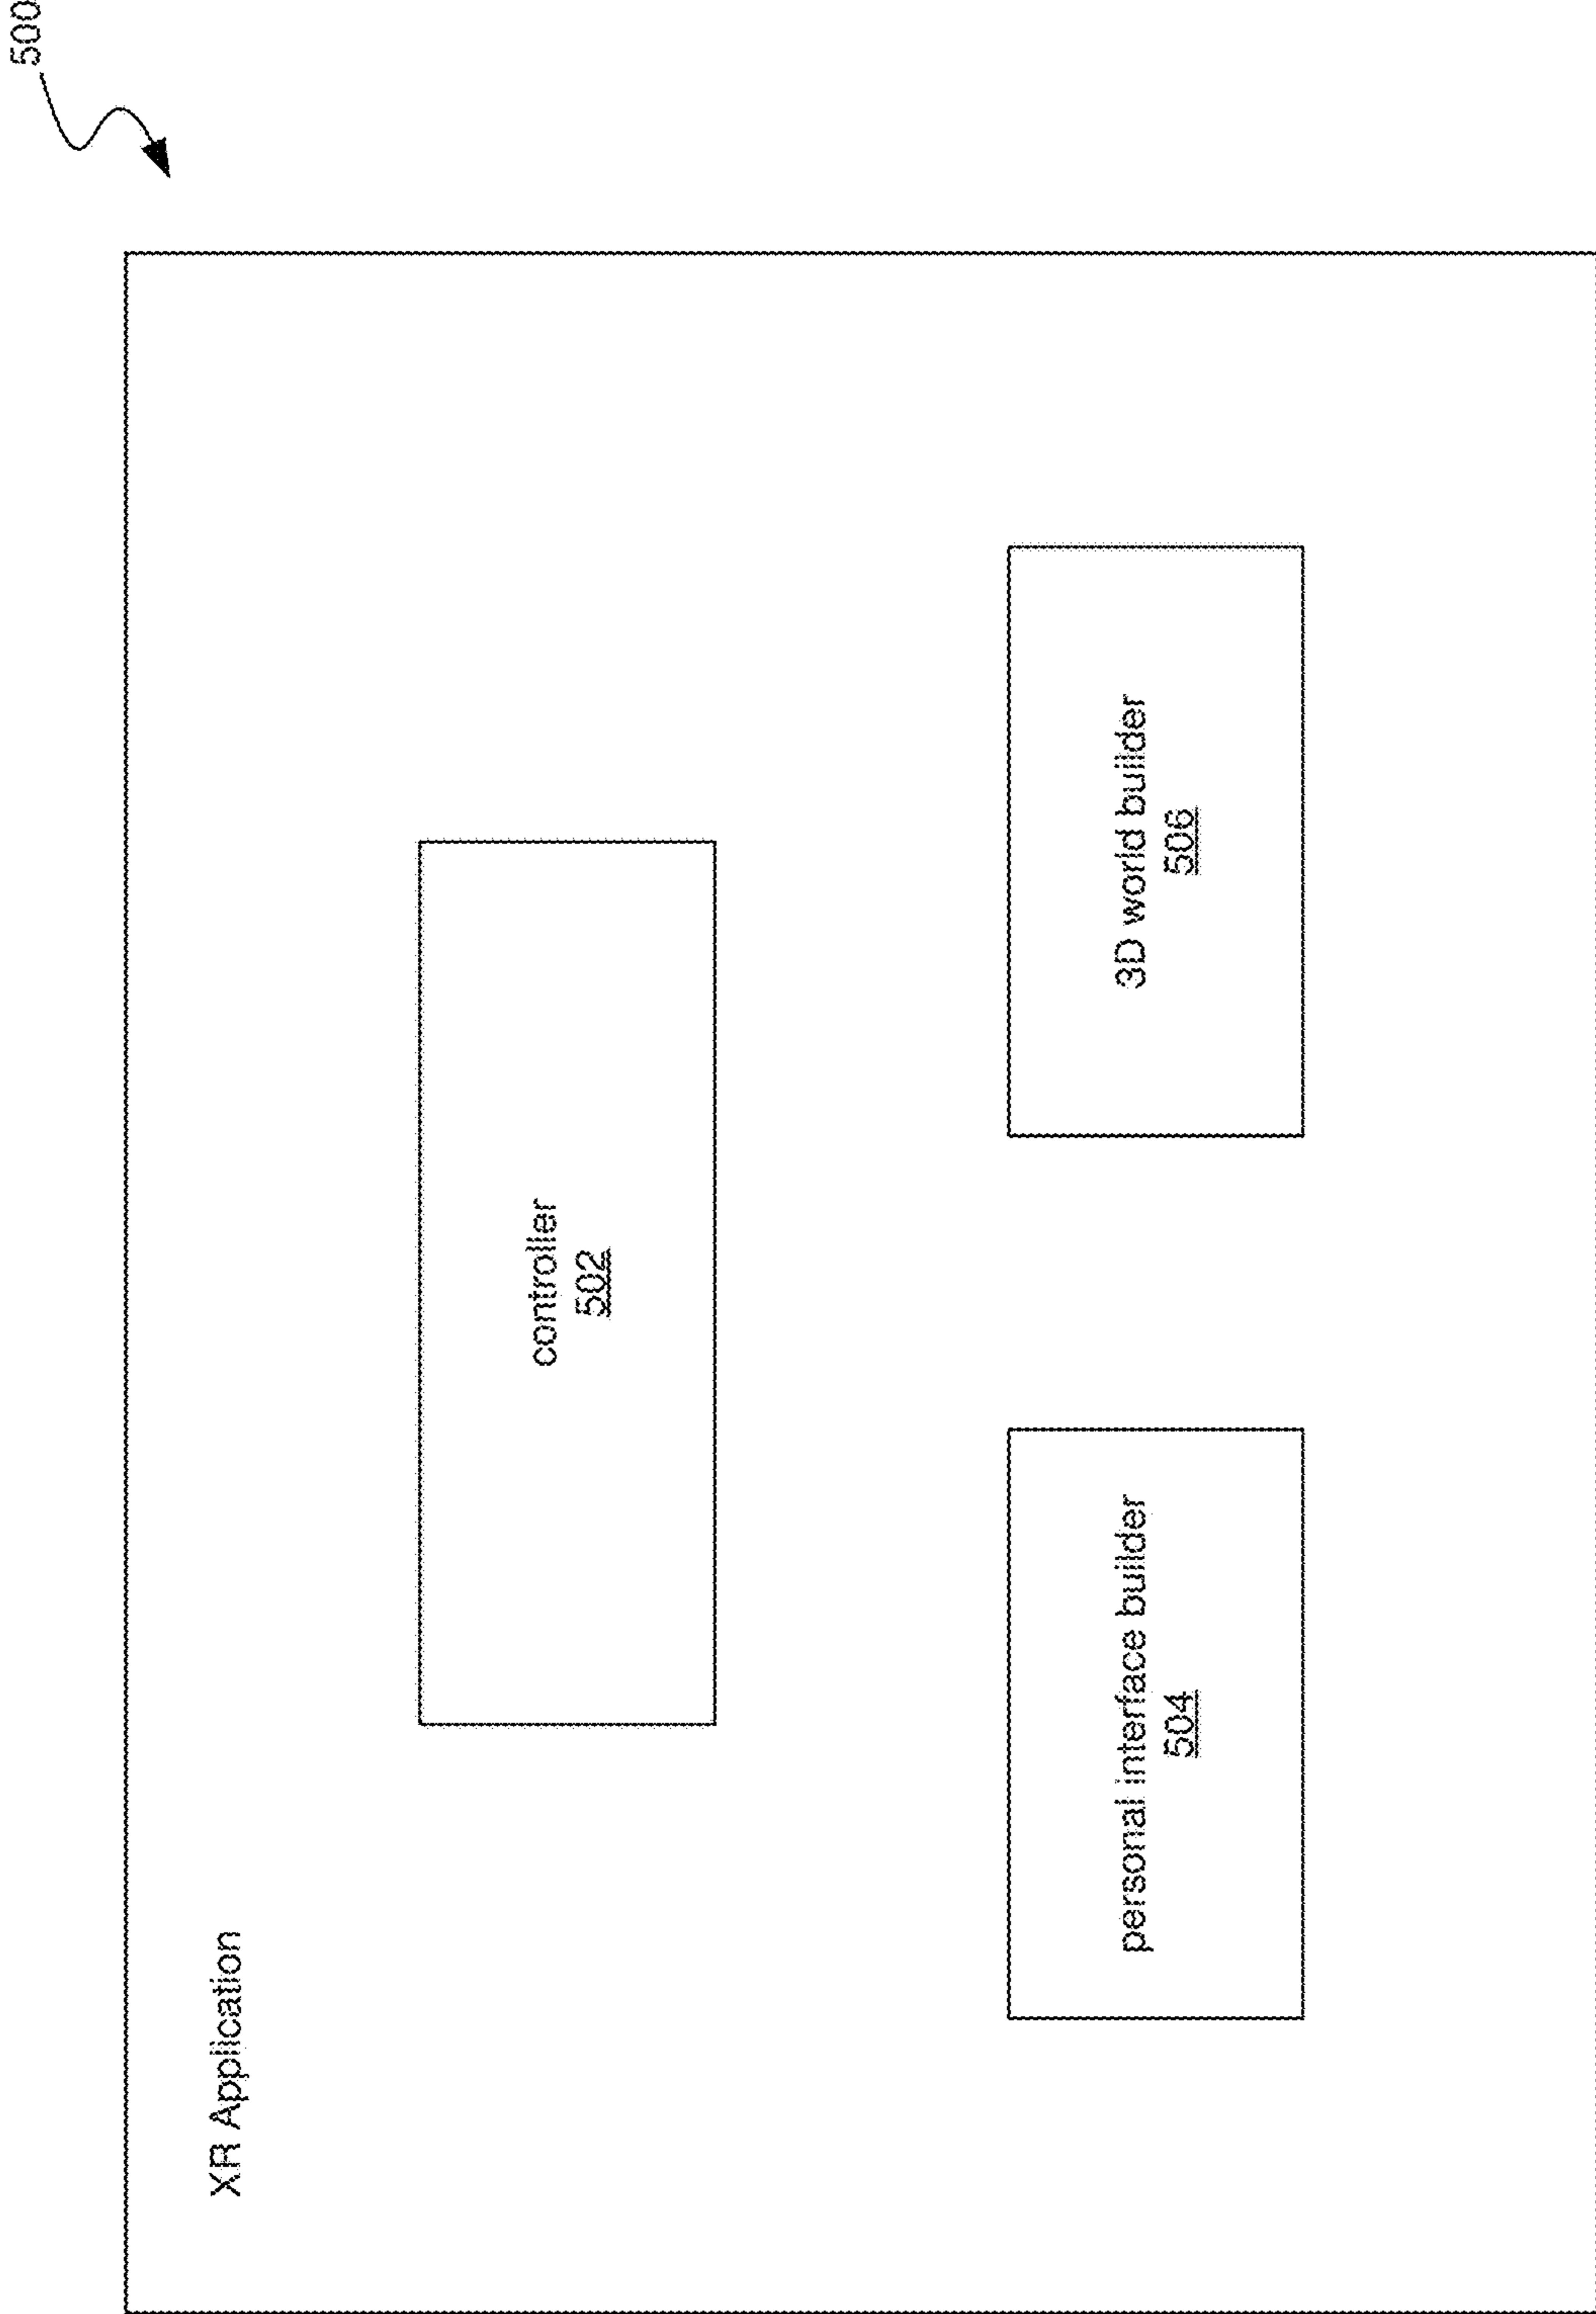 500
XR Application
controller
502
personal interface builder
504
3D world builder
506